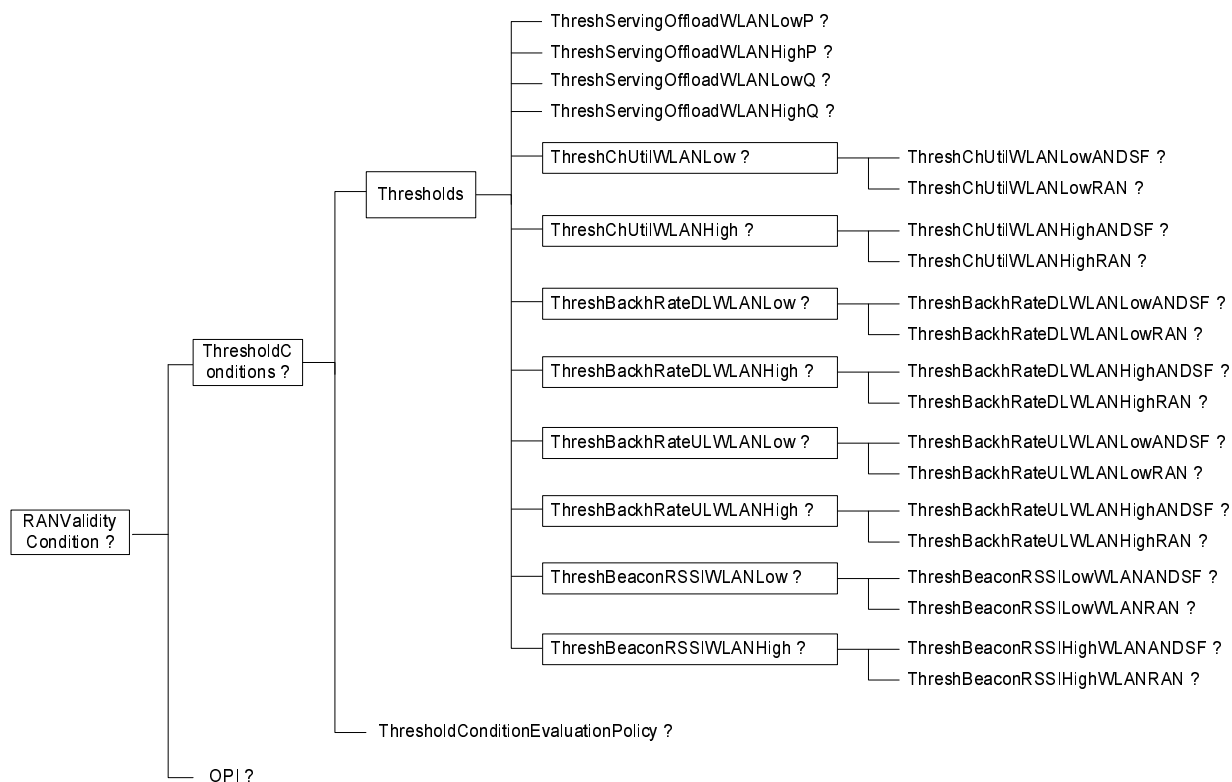 ThreshServingOffloadWLANLowP ?
ThreshServingOffloadWLANHighP ?
ThreshServingOffloadWLANLowQ ?
ThreshServingOffloadWLANHighQ ?
ThreshChUtilWLANLow ?
ThreshChUtilWLANLowANDSF ?
ThreshChUtilWLANLowRAN ?
Thresholds
ThreshChUtilWLANHigh ?
ThreshChUtilWLANHighANDSF ?
ThreshChUtilWLANHighRAN ?
ThreshBackhRateDLWLANLow ?
ThreshBackhRateDLWLANLowANDSF ?
ThreshBackhRateDLWLANLowRAN ?
ThresholdC
onditions ?
ThreshBackhRateDLWLANHigh ?
ThreshBackhRateDLWLANHighANDSF ?
ThreshBackhRateDLWLANHighRAN ?
ThreshBackhRateULWLANLow ?
ThreshBackhRateULWLANLowANDSF ?
ThreshBackhRateULWLANLowRAN ?
RANValidity
Condition ?
ThreshBackhRateULWLANHigh ?
ThreshBackhRateULWLANHighANDSF ?
ThreshBackhRateULWLANHighRAN ?
ThreshBeaconRSSIWLANLow ?
ThreshBeaconRSSILowWLANANDSF ?
ThreshBeaconRSSILowWLANRAN ?
ThreshBeaconRSSIWLANHigh ?
ThreshBeaconRSSIHighWLANANDSF ?
ThreshBeaconRSSIHighWLANRAN ?
ThresholdConditionEvaluationPolicy ?
OPI ?